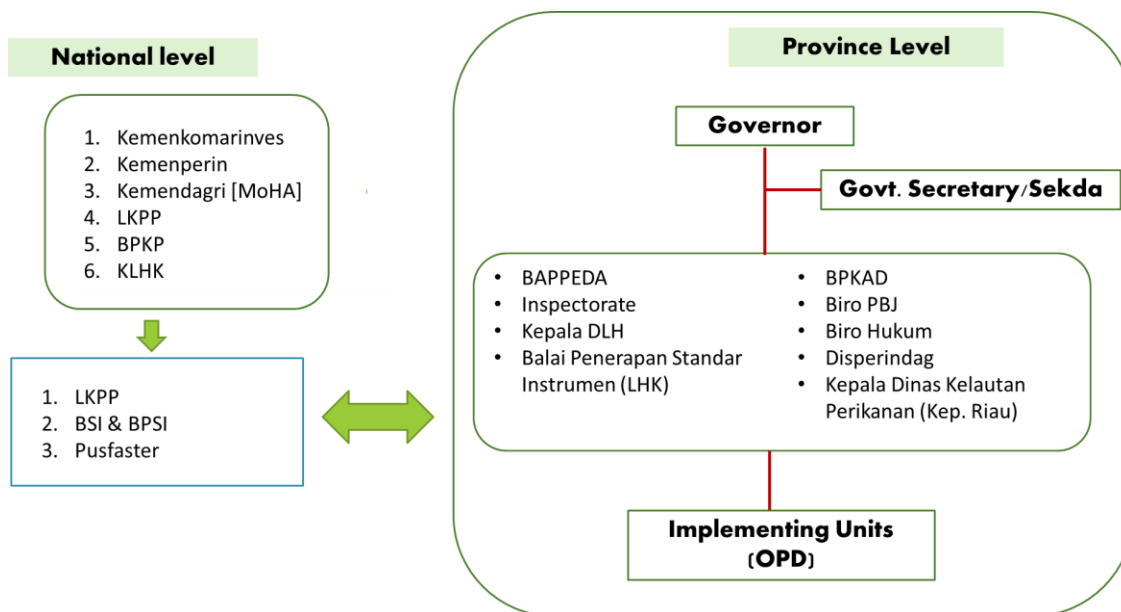 National level
1. Kemenkomarinves
2. Kemenperin
3. Kemendagri [MoHA]
4. LKPP
5. BPKP
6. KLHK
1. LKPP
2. BSI & BPSI
3. Pusfaster
Province Level
Governor
Govt. Secretary/Sekda
• BAPPEDA
• Inspectorate
• Kepala DLH
• Balai Penerapan Standar
Instrumen (LHK)
• BPKAD
• Biro PBJ
• Biro Hukum
• Disperindag
• Kepala Dinas Kelautan
Perikanan (Kep. Riau)
Implementing Units
(OPD)